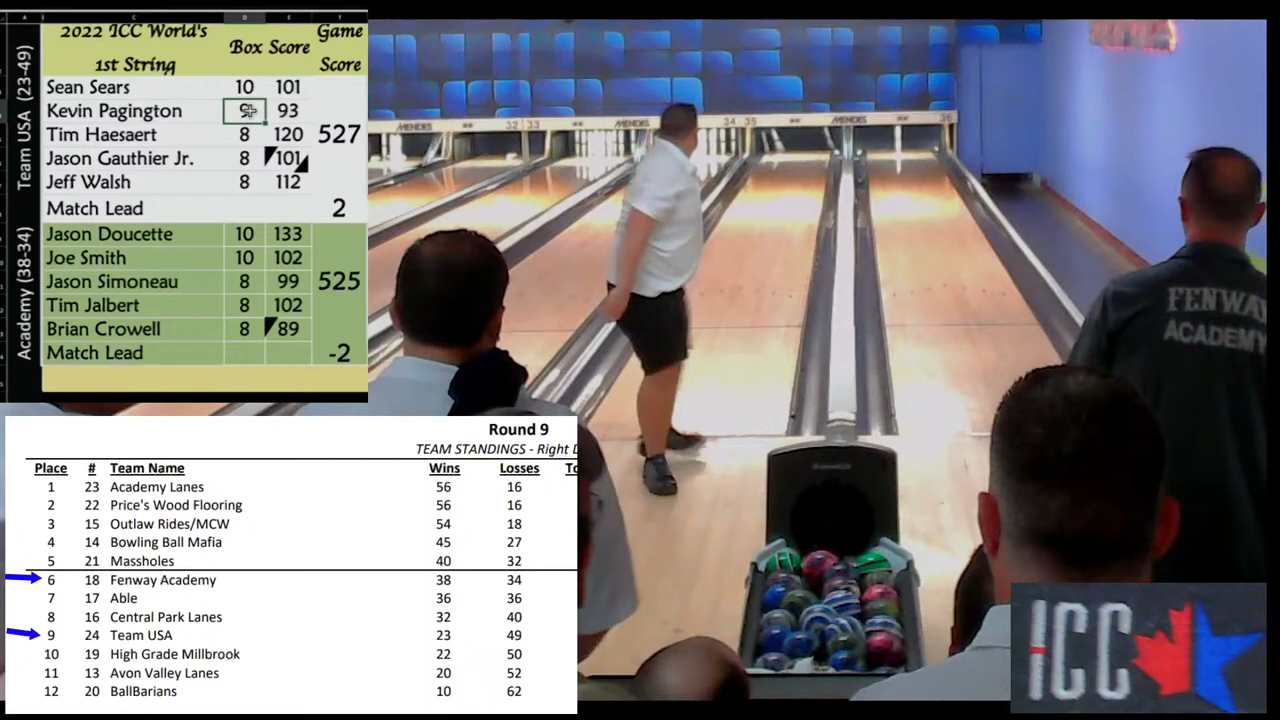 2022 ICC World's
1st String
Box Score
Game
Score
Team USA (23-49)
Sean Sears 10 101
Kevin Pagington 93
Tim Haesaert 8 120
527
Jason Gauthier Jr. 8 101
Jeff Walsh 8 112
Match Lead 2
Academy (38-34)
Jason Doucette 10 133
Joe Smith 10 102
Jason Simoneau 8 99
525
Tim Jalbert 8 102
Brian Crowell 8 89
Match Lead -2
MENDES 32 33 MENDES 34 35 MENDES 36
FENWAY
ACADEMY
Round 9
TEAM STANDINGS - Right
Place # Team Name Wins Losses
1 23 Academy Lanes 56 16
2 22 Price's Wood Flooring 56 16
3 15 Outlaw Rides/MCW 54 18
4 14 Bowling Ball Mafia 45 27
5 21 Massholes 40 32
6 18 Fenway Academy 38 34
7 17 Able 36 36
8 16 Central Park Lanes 32 40
9 24 Team USA 23 49
10 19 High Grade Millbrook 22 50
11 13 Avon Valley Lanes 20 52
12 20 BallBarians 10 62
ICC